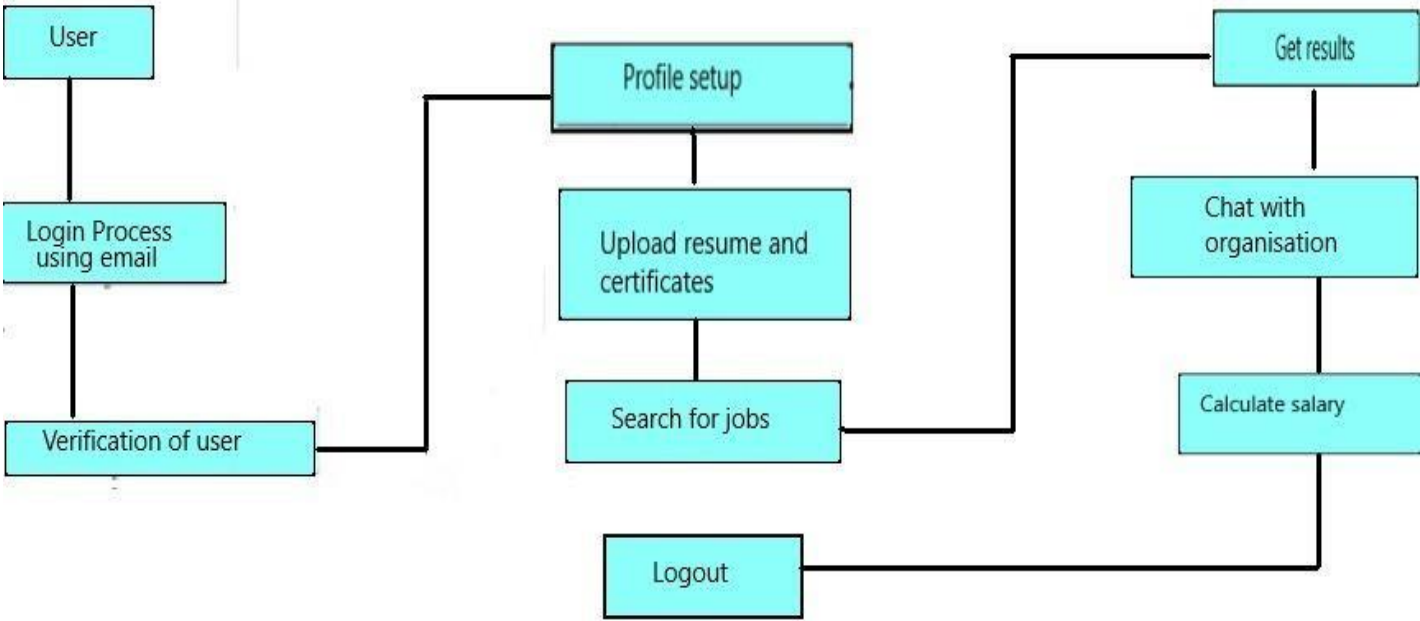 User
Login Process
using email
Verification of user
Profile setup
Upload resume and
certificates
Search for jobs
Get results
Chat with
organisation
Calculate salary
Logout